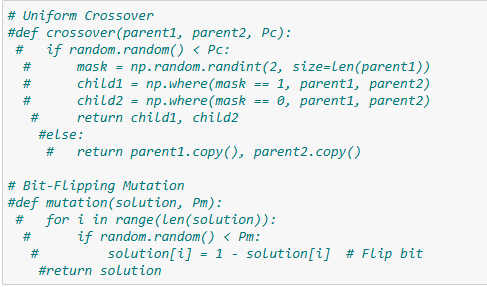 # Uniform Crossover
#def crossover(parent1, parent2, Pc):
 #   if random.random() < Pc:
  #      mask = np.random.randint(2, size=len(parent1))
  #      child1 = np.where(mask == 1, parent1, parent2)
  #      child2 = np.where(mask == 0, parent1, parent2)
   #     return child1, child2
    #else:
     #   return parent1.copy(), parent2.copy()

# Bit-Flipping Mutation
#def mutation(solution, Pm):
 #   for i in range(len(solution)):
  #      if random.random() < Pm:
   #         solution[i] = 1 - solution[i]  # Flip bit
    #return solution